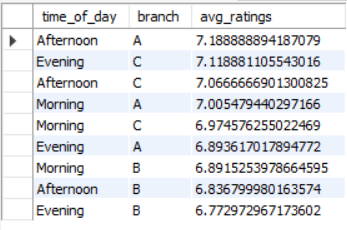 time_of_day branch avg_ratings
Afternoon A 7.188888894187079
Evening C 7.118881105543016
Afternoon C 7.0666666901300825
Morning A 7.005479440297166
Morning C 6.974576255022469
Evening A 6.893617017894772
Morning B 6.8915253978664595
Afternoon B 6.836799980163574
Evening B 6.772972967173602